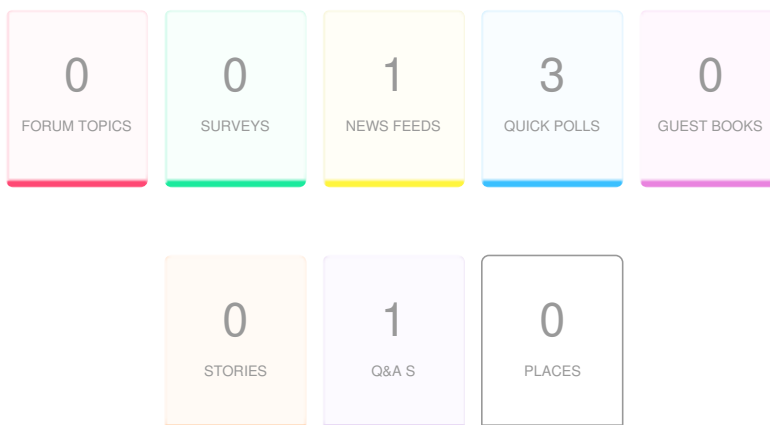 0 0 1 3 0
FORUM TOPICS SURVEYS NEWS FEEDS QUICK POLLS GUEST BOOKS
0 1 0
STORIES Q&A S PLACES